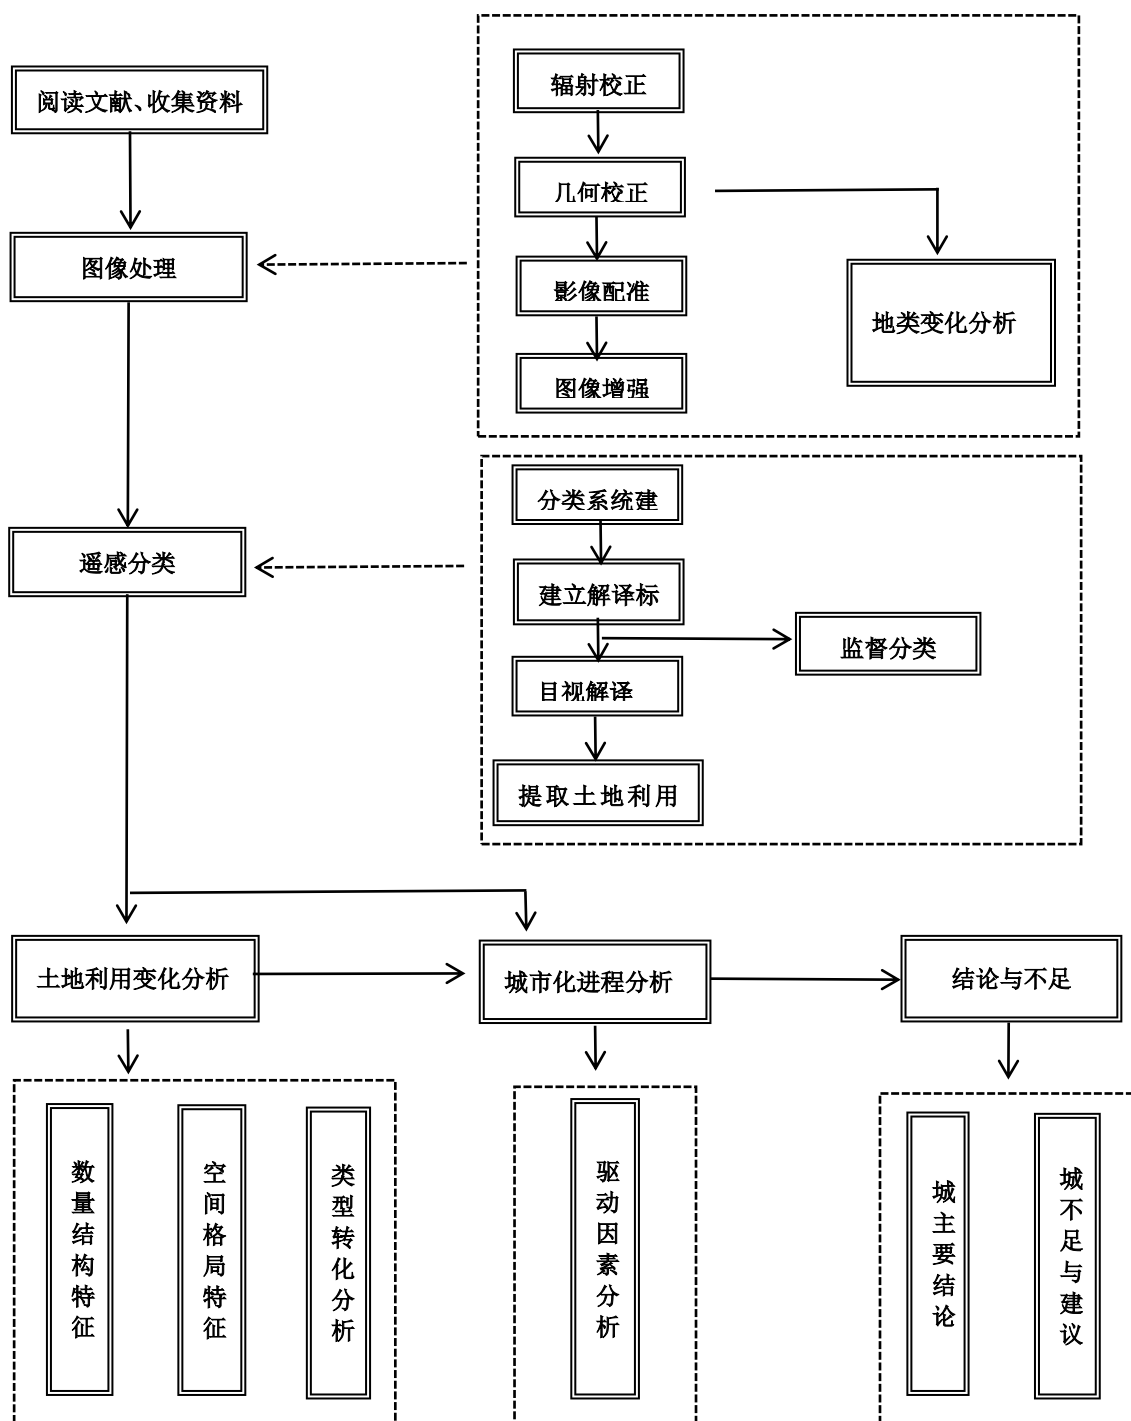 阅读文献、收集资料
图像处理
遥感分类
辐射校正
几何校正
影像配准
图像增强
地类变化分析
分类系统建
建立解译标
目视解译
提取土地利用
监督分类
土地利用变化分析
城市化进程分析
结论与不足
数量结构特征
空间格局特征
类型转化分析
驱动因素分析
城主要结论
城不足与建议